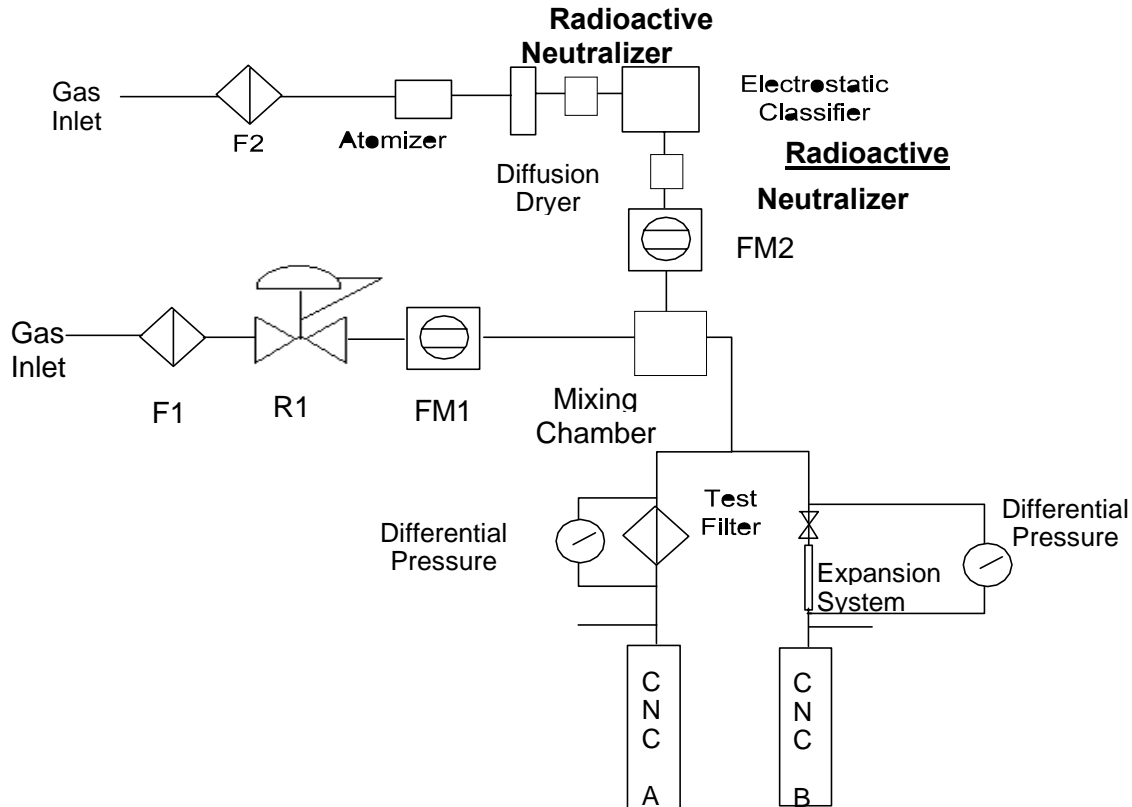 Radioactive
Neutralizer
Gas
Inlet
F2
Atomizer
Diffusion
Dryer
Electrostatic
Classifier
Radioactive
Neutralizer
FM2
Gas
Inlet
F1
R1
FM1
Mixing
Chamber
Differential
Pressure
Test
Filter
Expansion
System
Differential
Pressure
C
N
C
A
C
N
C
B